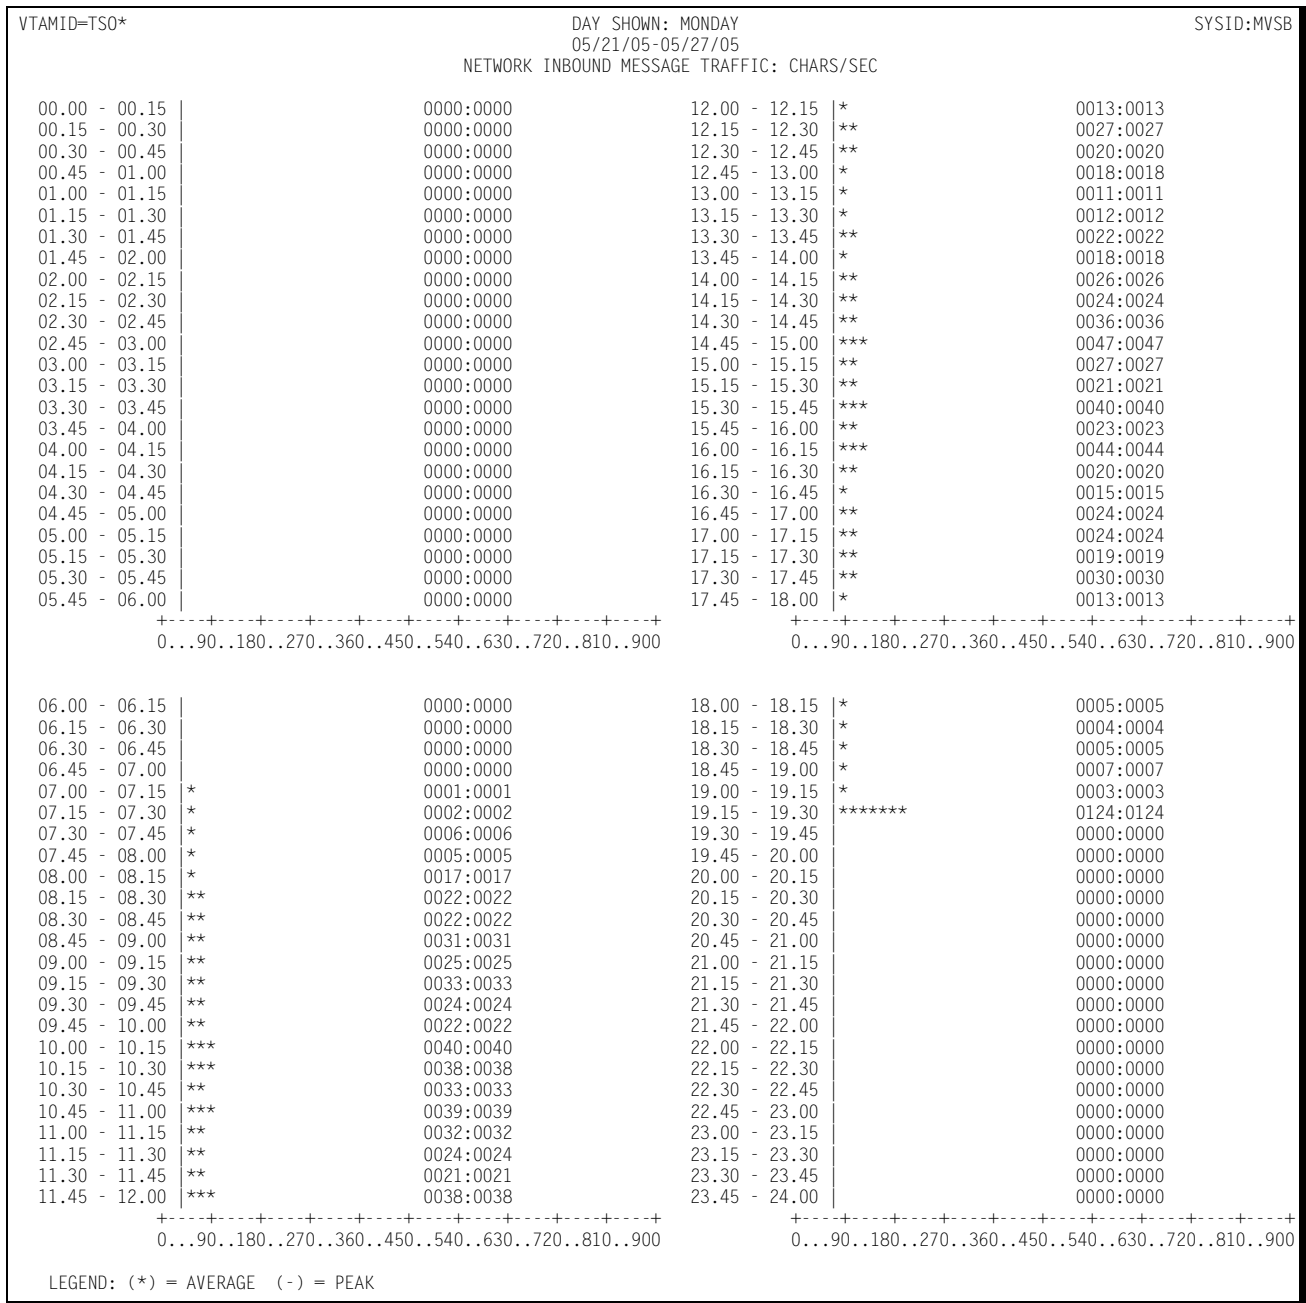 VTAMID=TSO* DAY SHOWN: MONDAY SYSID:MVSB
05/21/05-05/27/05
NETWORK INBOUND MESSAGE TRAFFIC: CHARS/SEC
00.00 - 00.15 | 0000:0000 12.00 - 12.15 |* 0013:0013
00.15 - 00.30 | 0000:0000 12.15 - 12.30 |** 0027:0027
00.30 - 00.45 | 0000:0000 12.30 - 12.45 |** 0020:0020
00.45 - 01.00 | 0000:0000 12.45 - 13.00 |* 0018:0018
01.00 - 01.15 | 0000:0000 13.00 - 13.15 |* 0011:0011
01.15 - 01.30 | 0000:0000 13.15 - 13.30 |* 0012:0012
01.30 - 01.45 | 0000:0000 13.30 - 13.45 |** 0022:0022
01.45 - 02.00 | 0000:0000 13.45 - 14.00 |* 0018:0018
02.00 - 02.15 | 0000:0000 14.00 - 14.15 |** 0026:0026
02.15 - 02.30 | 0000:0000 14.15 - 14.30 |** 0024:0024
02.30 - 02.45 | 0000:0000 14.30 - 14.45 |** 0036:0036
02.45 - 03.00 | 0000:0000 14.45 - 15.00 |*** 0047:0047
03.00 - 03.15 | 0000:0000 15.00 - 15.15 |** 0027:0027
03.15 - 03.30 | 0000:0000 15.15 - 15.30 |** 0021:0021
03.30 - 03.45 | 0000:0000 15.30 - 15.45 |*** 0040:0040
03.45 - 04.00 | 0000:0000 15.45 - 16.00 |** 0023:0023
04.00 - 04.15 | 0000:0000 16.00 - 16.15 |*** 0044:0044
04.15 - 04.30 | 0000:0000 16.15 - 16.30 |** 0020:0020
04.30 - 04.45 | 0000:0000 16.30 - 16.45 |* 0015:0015
04.45 - 05.00 | 0000:0000 16.45 - 17.00 |** 0024:0024
05.00 - 05.15 | 0000:0000 17.00 - 17.15 |** 0024:0024
05.15 - 05.30 | 0000:0000 17.15 - 17.30 |** 0019:0019
05.30 - 05.45 | 0000:0000 17.30 - 17.45 |** 0030:0030
05.45 - 06.00 | 0000:0000 17.45 - 18.00 |* 0013:0013
+----+----+----+----+----+----+----+----+----+----+ +----+----+----+----+----+----+----+----+----+----+
0...90..180..270..360..450..540..630..720..810..900 0...90..180..270..360..450..540..630..720..810..900
06.00 - 06.15 | 0000:0000 18.00 - 18.15 |* 0005:0005
06.15 - 06.30 | 0000:0000 18.15 - 18.30 |* 0004:0004
06.30 - 06.45 | 0000:0000 18.30 - 18.45 |* 0005:0005
06.45 - 07.00 | 0000:0000 18.45 - 19.00 |* 0007:0007
07.00 - 07.15 |* 0001:0001 19.00 - 19.15 |* 0003:0003
07.15 - 07.30 |* 0002:0002 19.15 - 19.30 |******* 0124:0124
07.30 - 07.45 |* 0006:0006 19.30 - 19.45 | 0000:0000
07.45 - 08.00 |* 0005:0005 19.45 - 20.00 | 0000:0000
08.00 - 08.15 |* 0017:0017 20.00 - 20.15 | 0000:0000
08.15 - 08.30 |** 0022:0022 20.15 - 20.30 | 0000:0000
08.30 - 08.45 |** 0022:0022 20.30 - 20.45 | 0000:0000
08.45 - 09.00 |** 0031:0031 20.45 - 21.00 | 0000:0000
09.00 - 09.15 |** 0025:0025 21.00 - 21.15 | 0000:0000
09.15 - 09.30 |** 0033:0033 21.15 - 21.30 | 0000:0000
09.30 - 09.45 |** 0024:0024 21.30 - 21.45 | 0000:0000
09.45 - 10.00 |** 0022:0022 21.45 - 22.00 | 0000:0000
10.00 - 10.15 |*** 0040:0040 22.00 - 22.15 | 0000:0000
10.15 - 10.30 |*** 0038:0038 22.15 - 22.30 | 0000:0000
10.30 - 10.45 |** 0033:0033 22.30 - 22.45 | 0000:0000
10.45 - 11.00 |*** 0039:0039 22.45 - 23.00 | 0000:0000
11.00 - 11.15 |** 0032:0032 23.00 - 23.15 | 0000:0000
11.15 - 11.30 |** 0024:0024 23.15 - 23.30 | 0000:0000
11.30 - 11.45 |** 0021:0021 23.30 - 23.45 | 0000:0000
11.45 - 12.00 |*** 0038:0038 23.45 - 24.00 | 0000:0000
+----+----+----+----+----+----+----+----+----+----+ +----+----+----+----+----+----+----+----+----+----+
0...90..180..270..360..450..540..630..720..810..900 0...90..180..270..360..450..540..630..720..810..900
LEGEND: (*) = AVERAGE (-) = PEAK